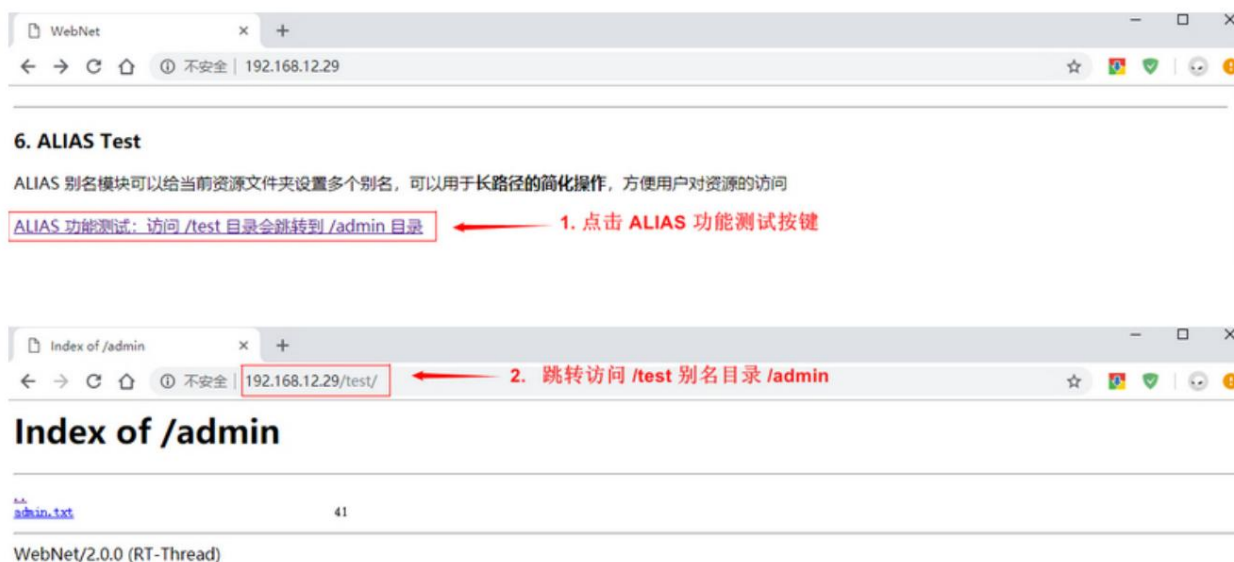 WebNet
不安全 | 192.168.12.29
6. ALIAS Test
ALIAS 别名模块可以给当前资源文件夹设置多个别名，可以用于长路径的简化操作，方便用户对资源的访问
ALIAS 功能测试：访问 /test 目录会跳转到 /admin 目录
1. 点击 ALIAS 功能测试按键
Index of /admin
不安全 | 192.168.12.29/test/
2. 跳转访问 /test 别名目录 /admin
Index of /admin
..
admin.txt 41
WebNet/2.0.0 (RT-Thread)